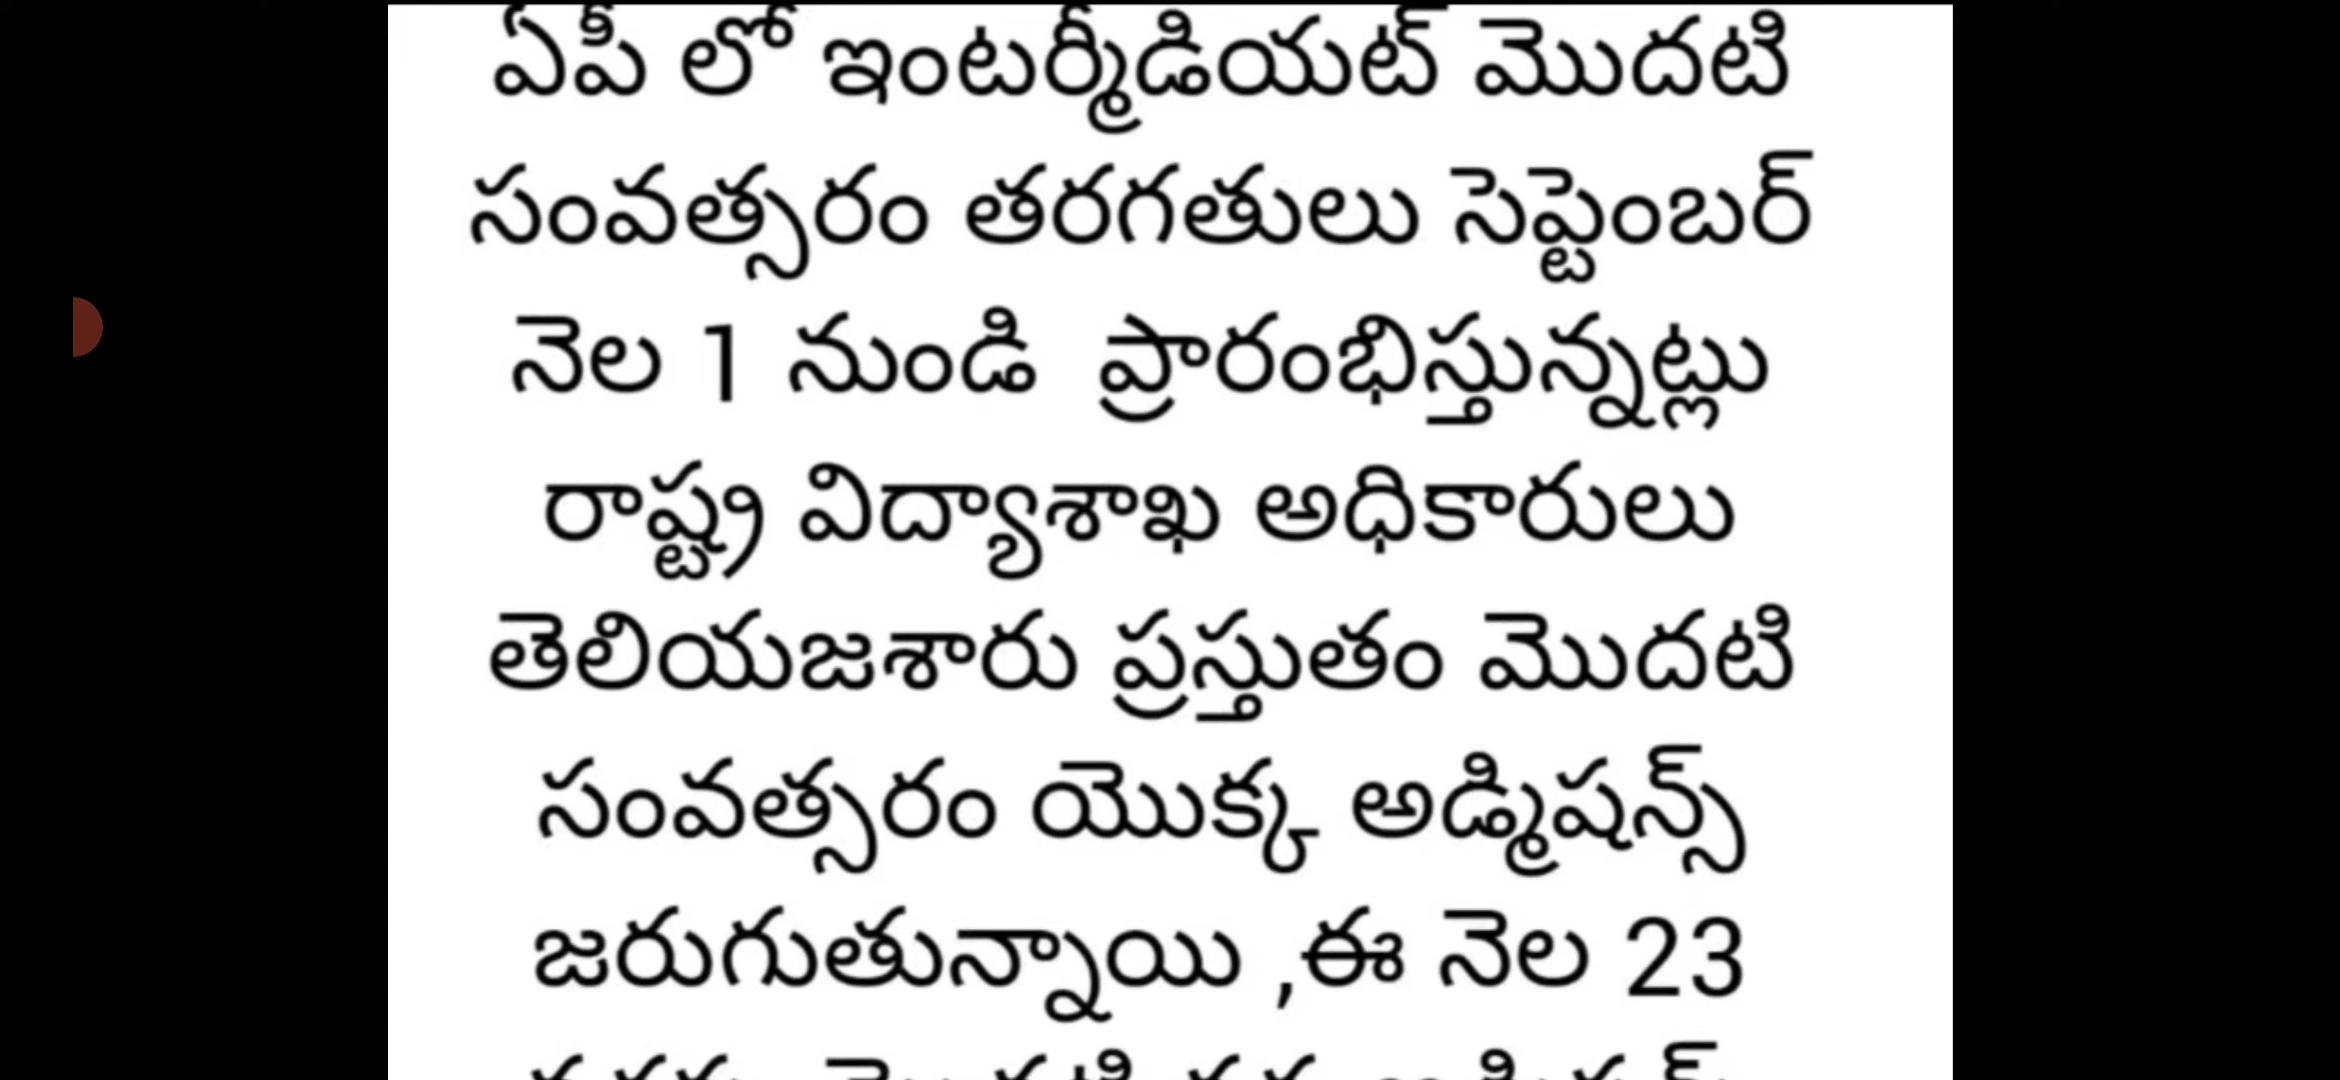 ఏపీ లో ఇంటర్మీడియట్ మొదటి
సంవత్సరం తరగతులు సెప్టెంబర్
నెల 1 నుండి ప్రారంభిస్తున్నట్లు
రాష్ట్ర విద్యాశాఖ అధికారులు
తెలియజశారు ప్రస్తుతం మొదటి
సంవత్సరం యొక్క అడ్మిషన్స్
జరుగుతున్నాయి ,ఈ నెల 23